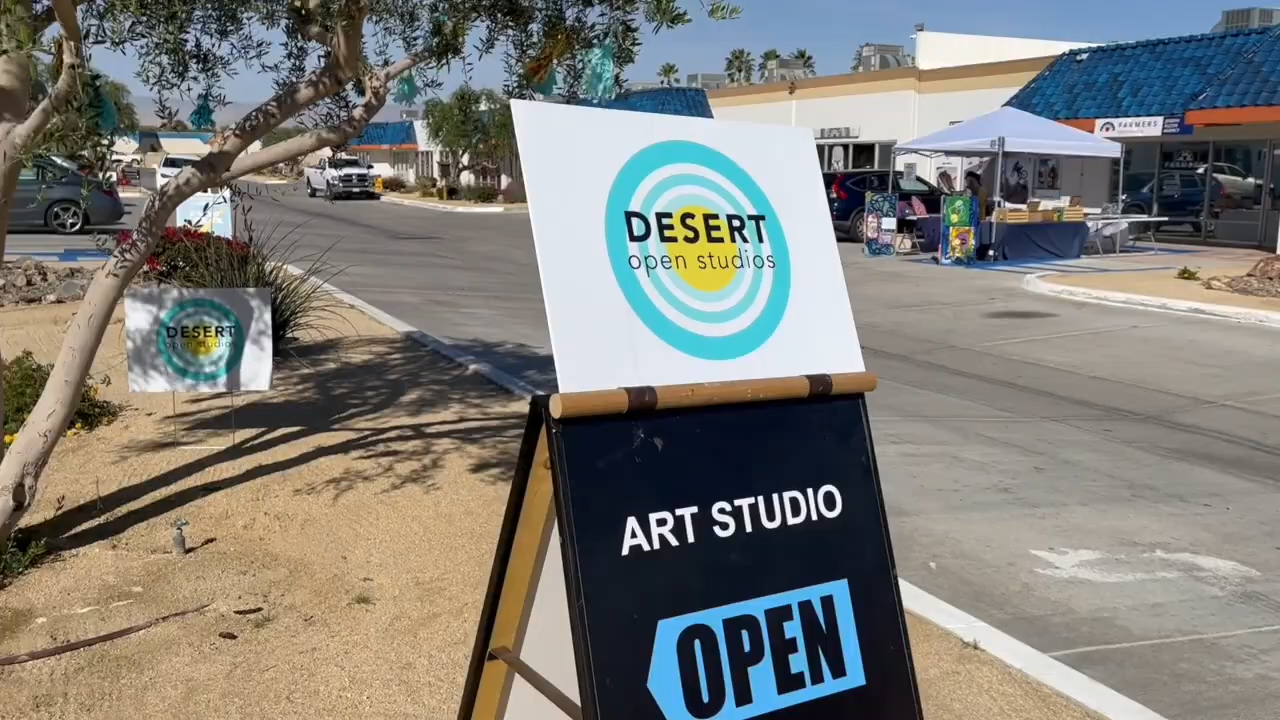 DESERT
open studios
ART STUDIO
OPEN
DESERT
open studios
FARMERS